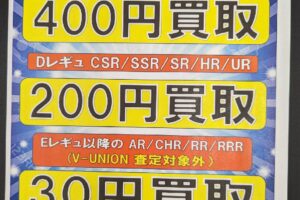 400円買取
Dレギュ CSR/SSR/SR/HR/UR
200円買取
Eレギュ以降の AR/CHR/RR/RRR
(V-UNION 査定対象外)
30円買取